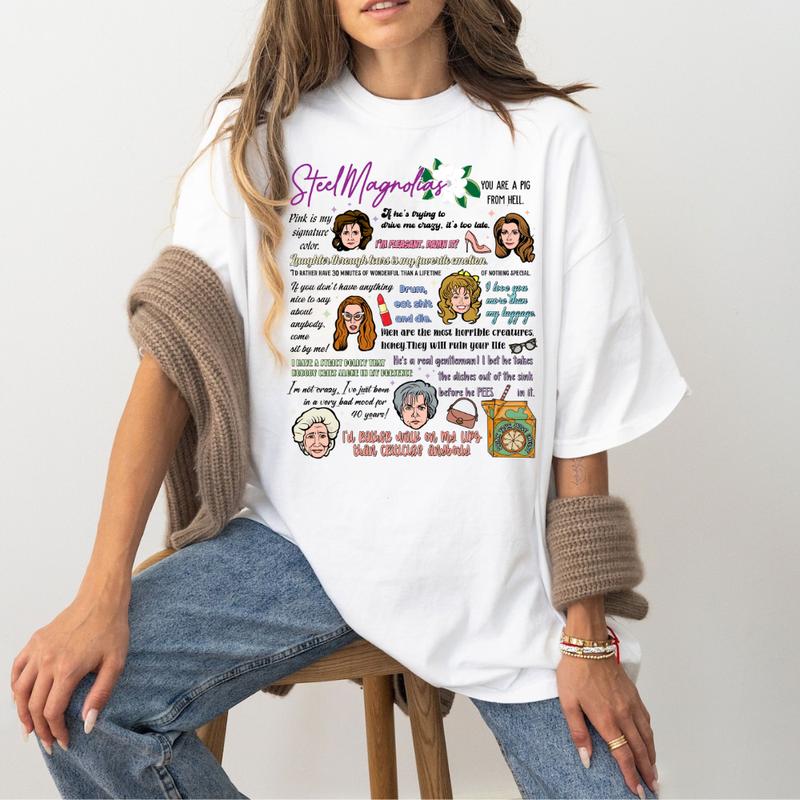 Steel Magnolias
YOU ARE A PIG
FROM HELL.
Pink is my
signature
color.
If he's trying to
drive me crazy, it's too late.
I'M PLEASANT, DAMN IT
Laughter through tears is my favorite emotion.
"I'D RATHER HAVE 30 MINUTES OF WONDERFUL THAN A LIFETIME OF NOTHING SPECIAL.
If you don't have anything
nice to say
about
anybody,
come
sit by me!
Drum,
eat shit
and die.
I love you
more than
my luggage.
Men are the most horrible creatures,
honey.They will ruin your life
I HAVE A STRICT POLICY THAT
NOBODY CRIES ALONE IN MY PRESENCE
He's a real gentleman! I bet he takes
the dishes out of the sink
before he PEES in it.
I'm not crazy, I've just been
in a very bad mood for
40 years!
I'd RATHER walk on my LIPS
than CRITICISE anybody